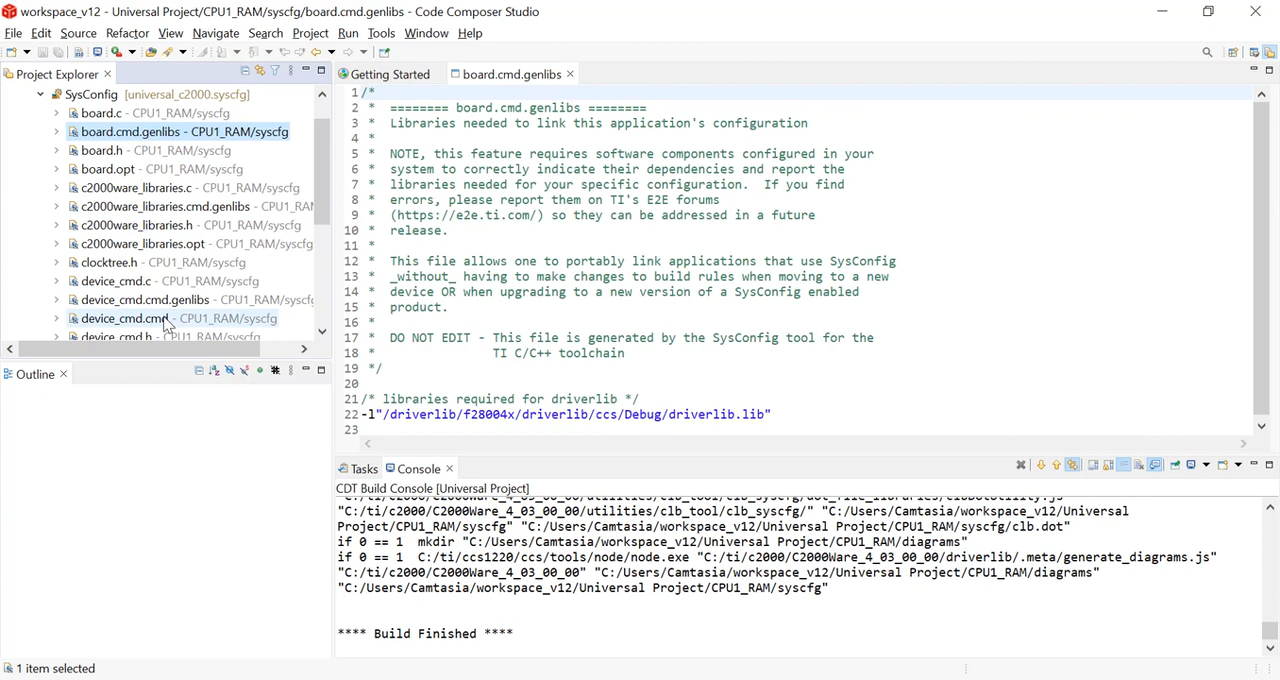 workspace_v12 - Universal Project/CPU1_RAM/syscfg/board.cmd.genlibs - Code Composer Studio
File Edit Source Refactor View Navigate Search Project Run Tools Window Help
Project Explorer
SysConfig [universal_c2000.syscfg]
board.c - CPU1_RAM/syscfg
board.cmd.genlibs - CPU1_RAM/syscfg
board.h - CPU1_RAM/syscfg
board.opt - CPU1_RAM/syscfg
c2000ware_libraries.c - CPU1_RAM/syscfg
c2000ware_libraries.cmd.genlibs - CPU1_RAM
c2000ware_libraries.h - CPU1_RAM/syscfg
c2000ware_libraries.opt - CPU1_RAM/syscfg
clocktree.h - CPU1_RAM/syscfg
device_cmd.c - CPU1_RAM/syscfg
device_cmd.cmd.genlibs - CPU1_RAM/syscfg
device_cmd.cmd - CPU1_RAM/syscfg
device_cmd.h - CPU1_RAM/syscfg
Outline
Getting Started board.cmd.genlibs
1 /*
2 * ======== board.cmd.genlibs ========
3 * Libraries needed to link this application's configuration
4 *
5 * NOTE, this feature requires software components configured in your
6 * system to correctly indicate their dependencies and report the
7 * libraries needed for your specific configuration. If you find
8 * errors, please report them on TI's E2E forums
9 * (https://e2e.ti.com/) so they can be addressed in a future
10 * release.
11 *
12 * This file allows one to portably link applications that use SysConfig
13 * _without_ having to make changes to build rules when moving to a new
14 * device OR when upgrading to a new version of a SysConfig enabled
15 * product.
16 *
17 * DO NOT EDIT - This file is generated by the SysConfig tool for the
18 * TI C/C++ toolchain
19 */
20
21 /* libraries required for driverlib */
22 -l"/driverlib/f28004x/driverlib/ccs/Debug/driverlib.lib"
23
Tasks Console
CDT Build Console [Universal Project]
"C:/ti/c2000/C2000Ware_4_03_00_00/utilities/clb_tool/clb_syscfg/dot_file_libraries/clbDotUtility.js"
"C:/ti/c2000/C2000Ware_4_03_00_00/utilities/clb_tool/clb_syscfg/" "C:/Users/Camtasia/workspace_v12/Universal
Project/CPU1_RAM/syscfg" "C:/Users/Camtasia/workspace_v12/Universal Project/CPU1_RAM/syscfg/clb.dot"
if 0 == 1 mkdir "C:/Users/Camtasia/workspace_v12/Universal Project/CPU1_RAM/diagrams"
if 0 == 1 C:/ti/ccs1220/ccs/tools/node/node.exe "C:/ti/c2000/C2000Ware_4_03_00_00/driverlib/.meta/generate_diagrams.js"
"C:/ti/c2000/C2000Ware_4_03_00_00" "C:/Users/Camtasia/workspace_v12/Universal Project/CPU1_RAM/diagrams"
"C:/Users/Camtasia/workspace_v12/Universal Project/CPU1_RAM/syscfg"
**** Build Finished ****
1 item selected